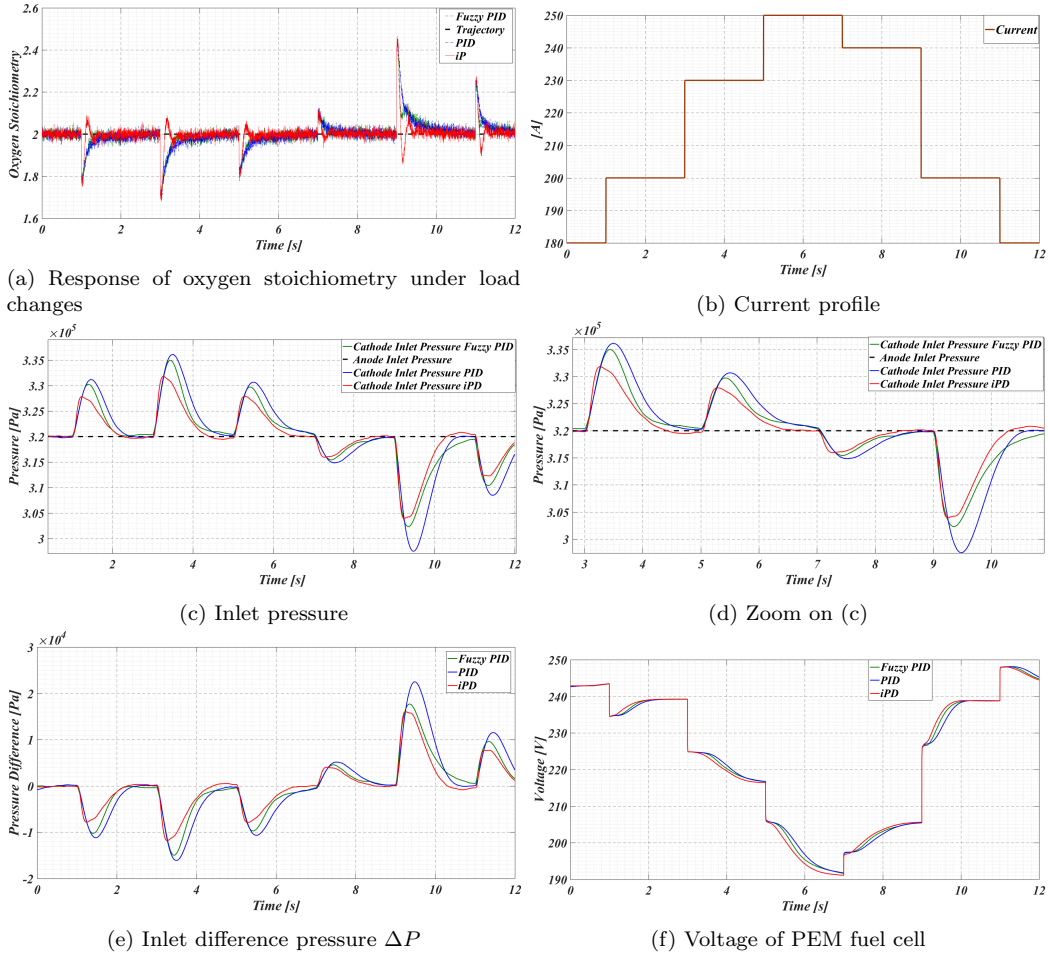 2.6
2.4
2.2
2
1.8
1.6
Oxygen Stoichiometry
Fuzzy PID
Trajectory
PID
iP
0 2 4 6 8 10 12
Time [s]
(a) Response of oxygen stoichiometry under load
changes
250
240
230
220
210
200
190
180
[A]
Current
0 2 4 6 8 10 12
Time [s]
(b) Current profile
×10⁵
3.35
3.3
3.25
3.2
3.15
3.1
3.05
3
Pressure [Pa]
Cathode Inlet Pressure Fuzzy PID
Anode Inlet Pressure
Cathode Inlet Pressure PID
Cathode Inlet Pressure iPD
2 4 6 8 10 12
Time [s]
(c) Inlet pressure
×10⁵
3.35
3.3
3.25
3.2
3.15
3.1
3.05
3
Pressure [Pa]
Cathode Inlet Pressure Fuzzy PID
Anode Inlet Pressure
Cathode Inlet Pressure PID
Cathode Inlet Pressure iPD
3 4 5 6 7 8 9 10
Time [s]
(d) Zoom on (c)
×10⁴
3
2
1
0
-1
-2
Pressure Difference [Pa]
Fuzzy PID
PID
iPD
0 2 4 6 8 10 12
Time [s]
(e) Inlet difference pressure ΔP
250
240
230
220
210
200
190
Voltage [V]
Fuzzy PID
PID
iPD
0 2 4 6 8 10 12
Time [s]
(f) Voltage of PEM fuel cell